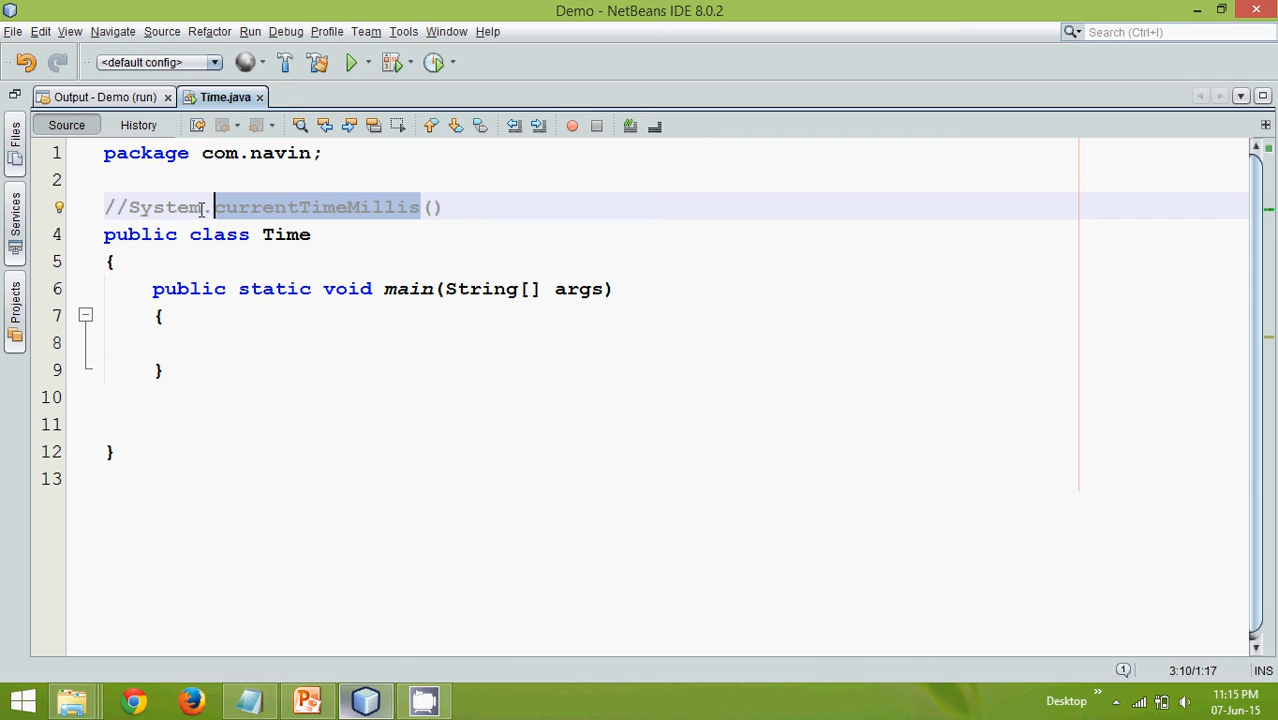 Demo - NetBeans IDE 8.0.2
File Edit View Navigate Source Refactor Run Debug Profile Team Tools Window Help
Search (Ctrl+I)
<default config>
Output - Demo (run) Time.java
Source History
Files
Services
Projects
1 package com.navin;
2
//System.currentTimeMillis()
4 public class Time
5 {
6 public static void main(String[] args)
7 {
8
9 }
10
11
12 }
13
1 3:10/1:17 INS
Desktop
11:15 PM
07-Jun-15